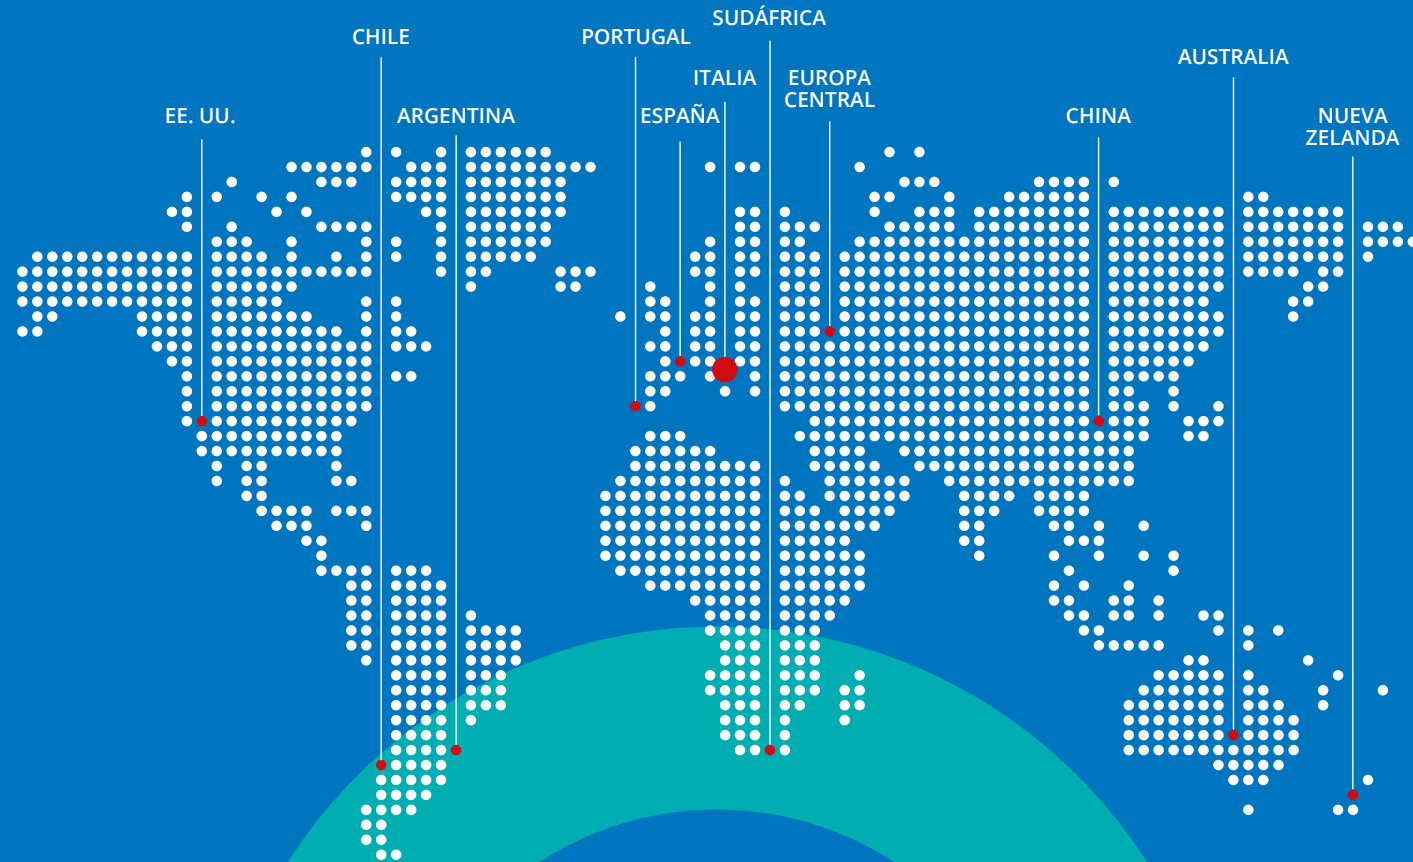 SUDÁFRICA
CHILE
PORTUGAL
AUSTRALIA
ITALIA
EUROPA
CENTRAL
EE. UU.
ARGENTINA
ESPAÑA
CHINA
NUEVA
ZELANDA